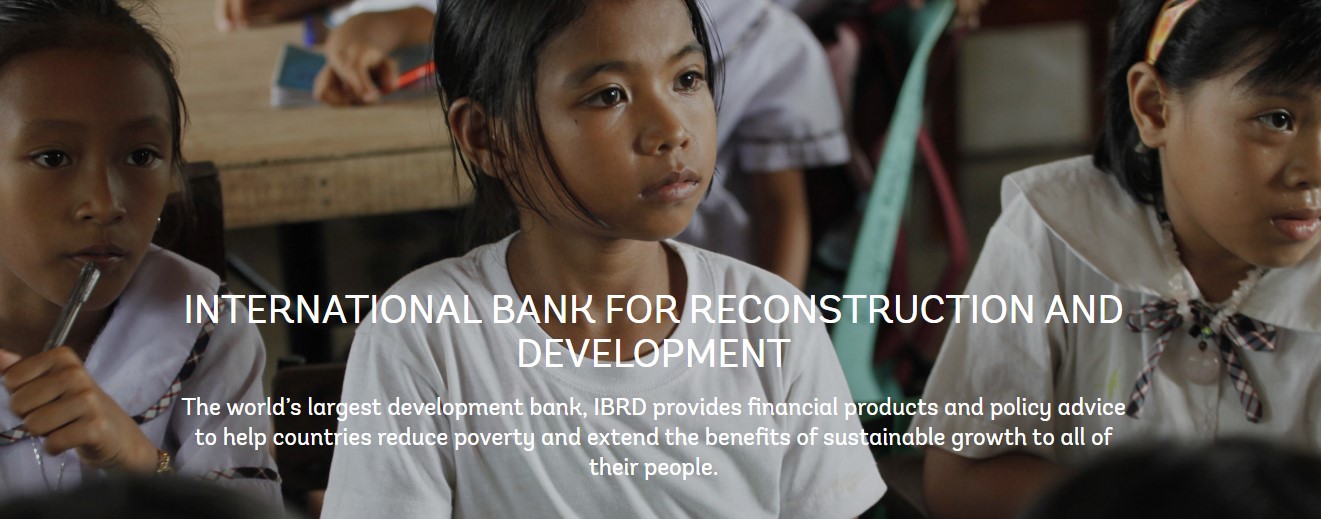 INTERNATIONAL BANK FOR RECONSTRUCTION AND
DEVELOPMENT
The world’s largest development bank, IBRD provides financial products and policy advice
to help countries reduce poverty and extend the benefits of sustainable growth to all of
their people.